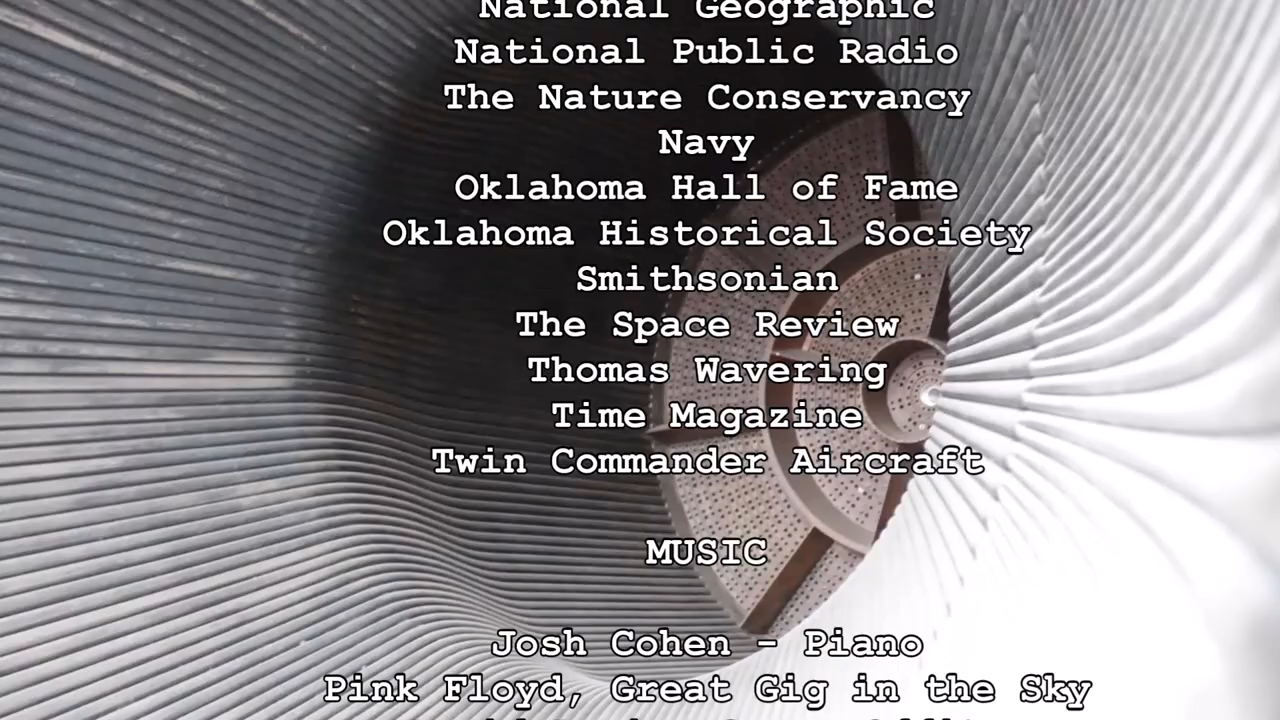 National Geographic
National Public Radio
The Nature Conservancy
Navy
Oklahoma Hall of Fame
Oklahoma Historical Society
Smithsonian
The Space Review
Thomas Wavering
Time Magazine
Twin Commander Aircraft
MUSIC
Josh Cohen - Piano
Pink Floyd, Great Gig in the Sky